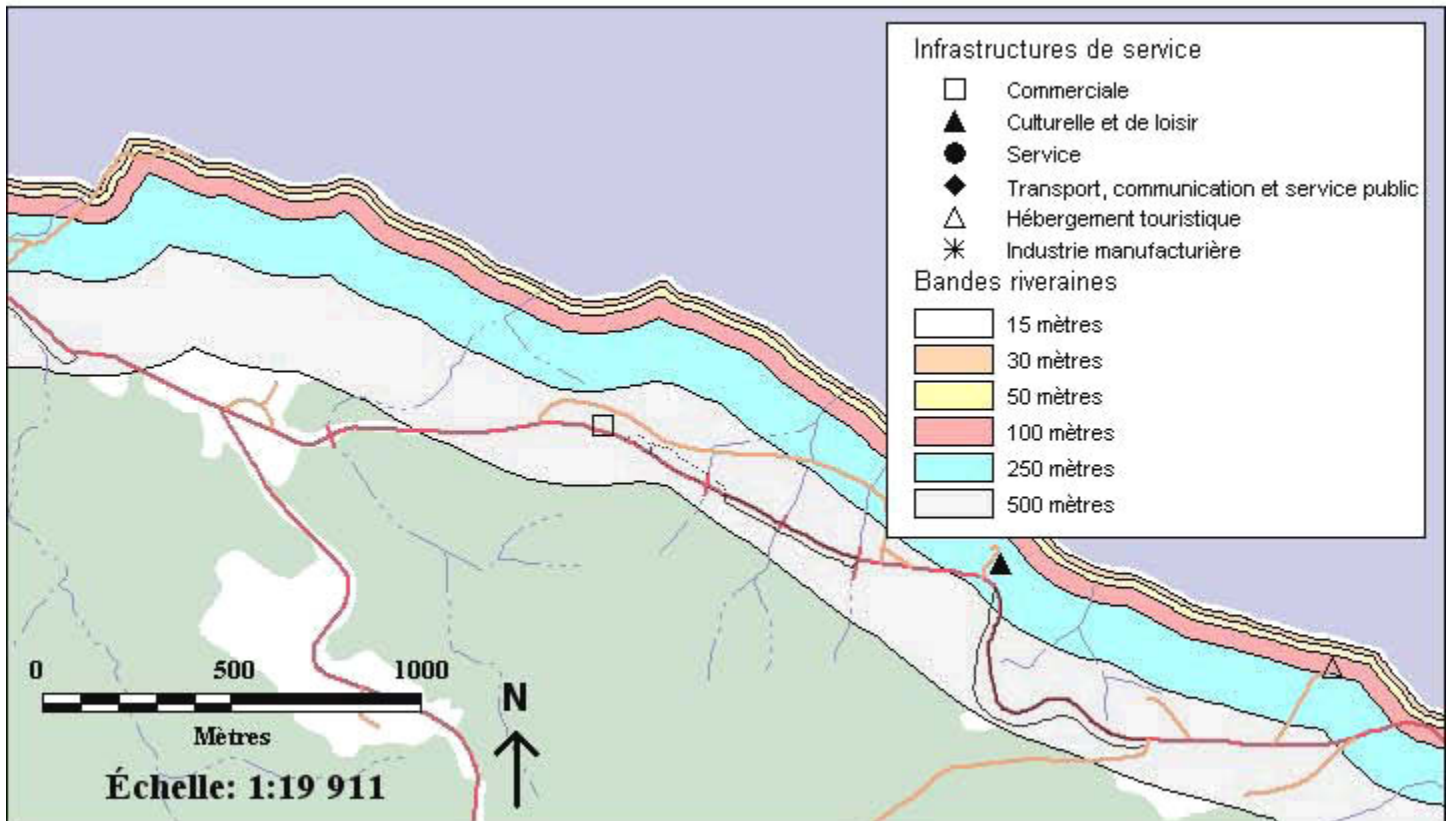 Infrastructures de service
Commerciale
Culturelle et de loisir
Service
Transport, communication et service public
Hébergement touristique
Industrie manufacturière
Bandes riveraines
15 mètres
30 mètres
50 mètres
100 mètres
250 mètres
500 mètres
0 500 1000
Mètres
Échelle: 1:19 911
N